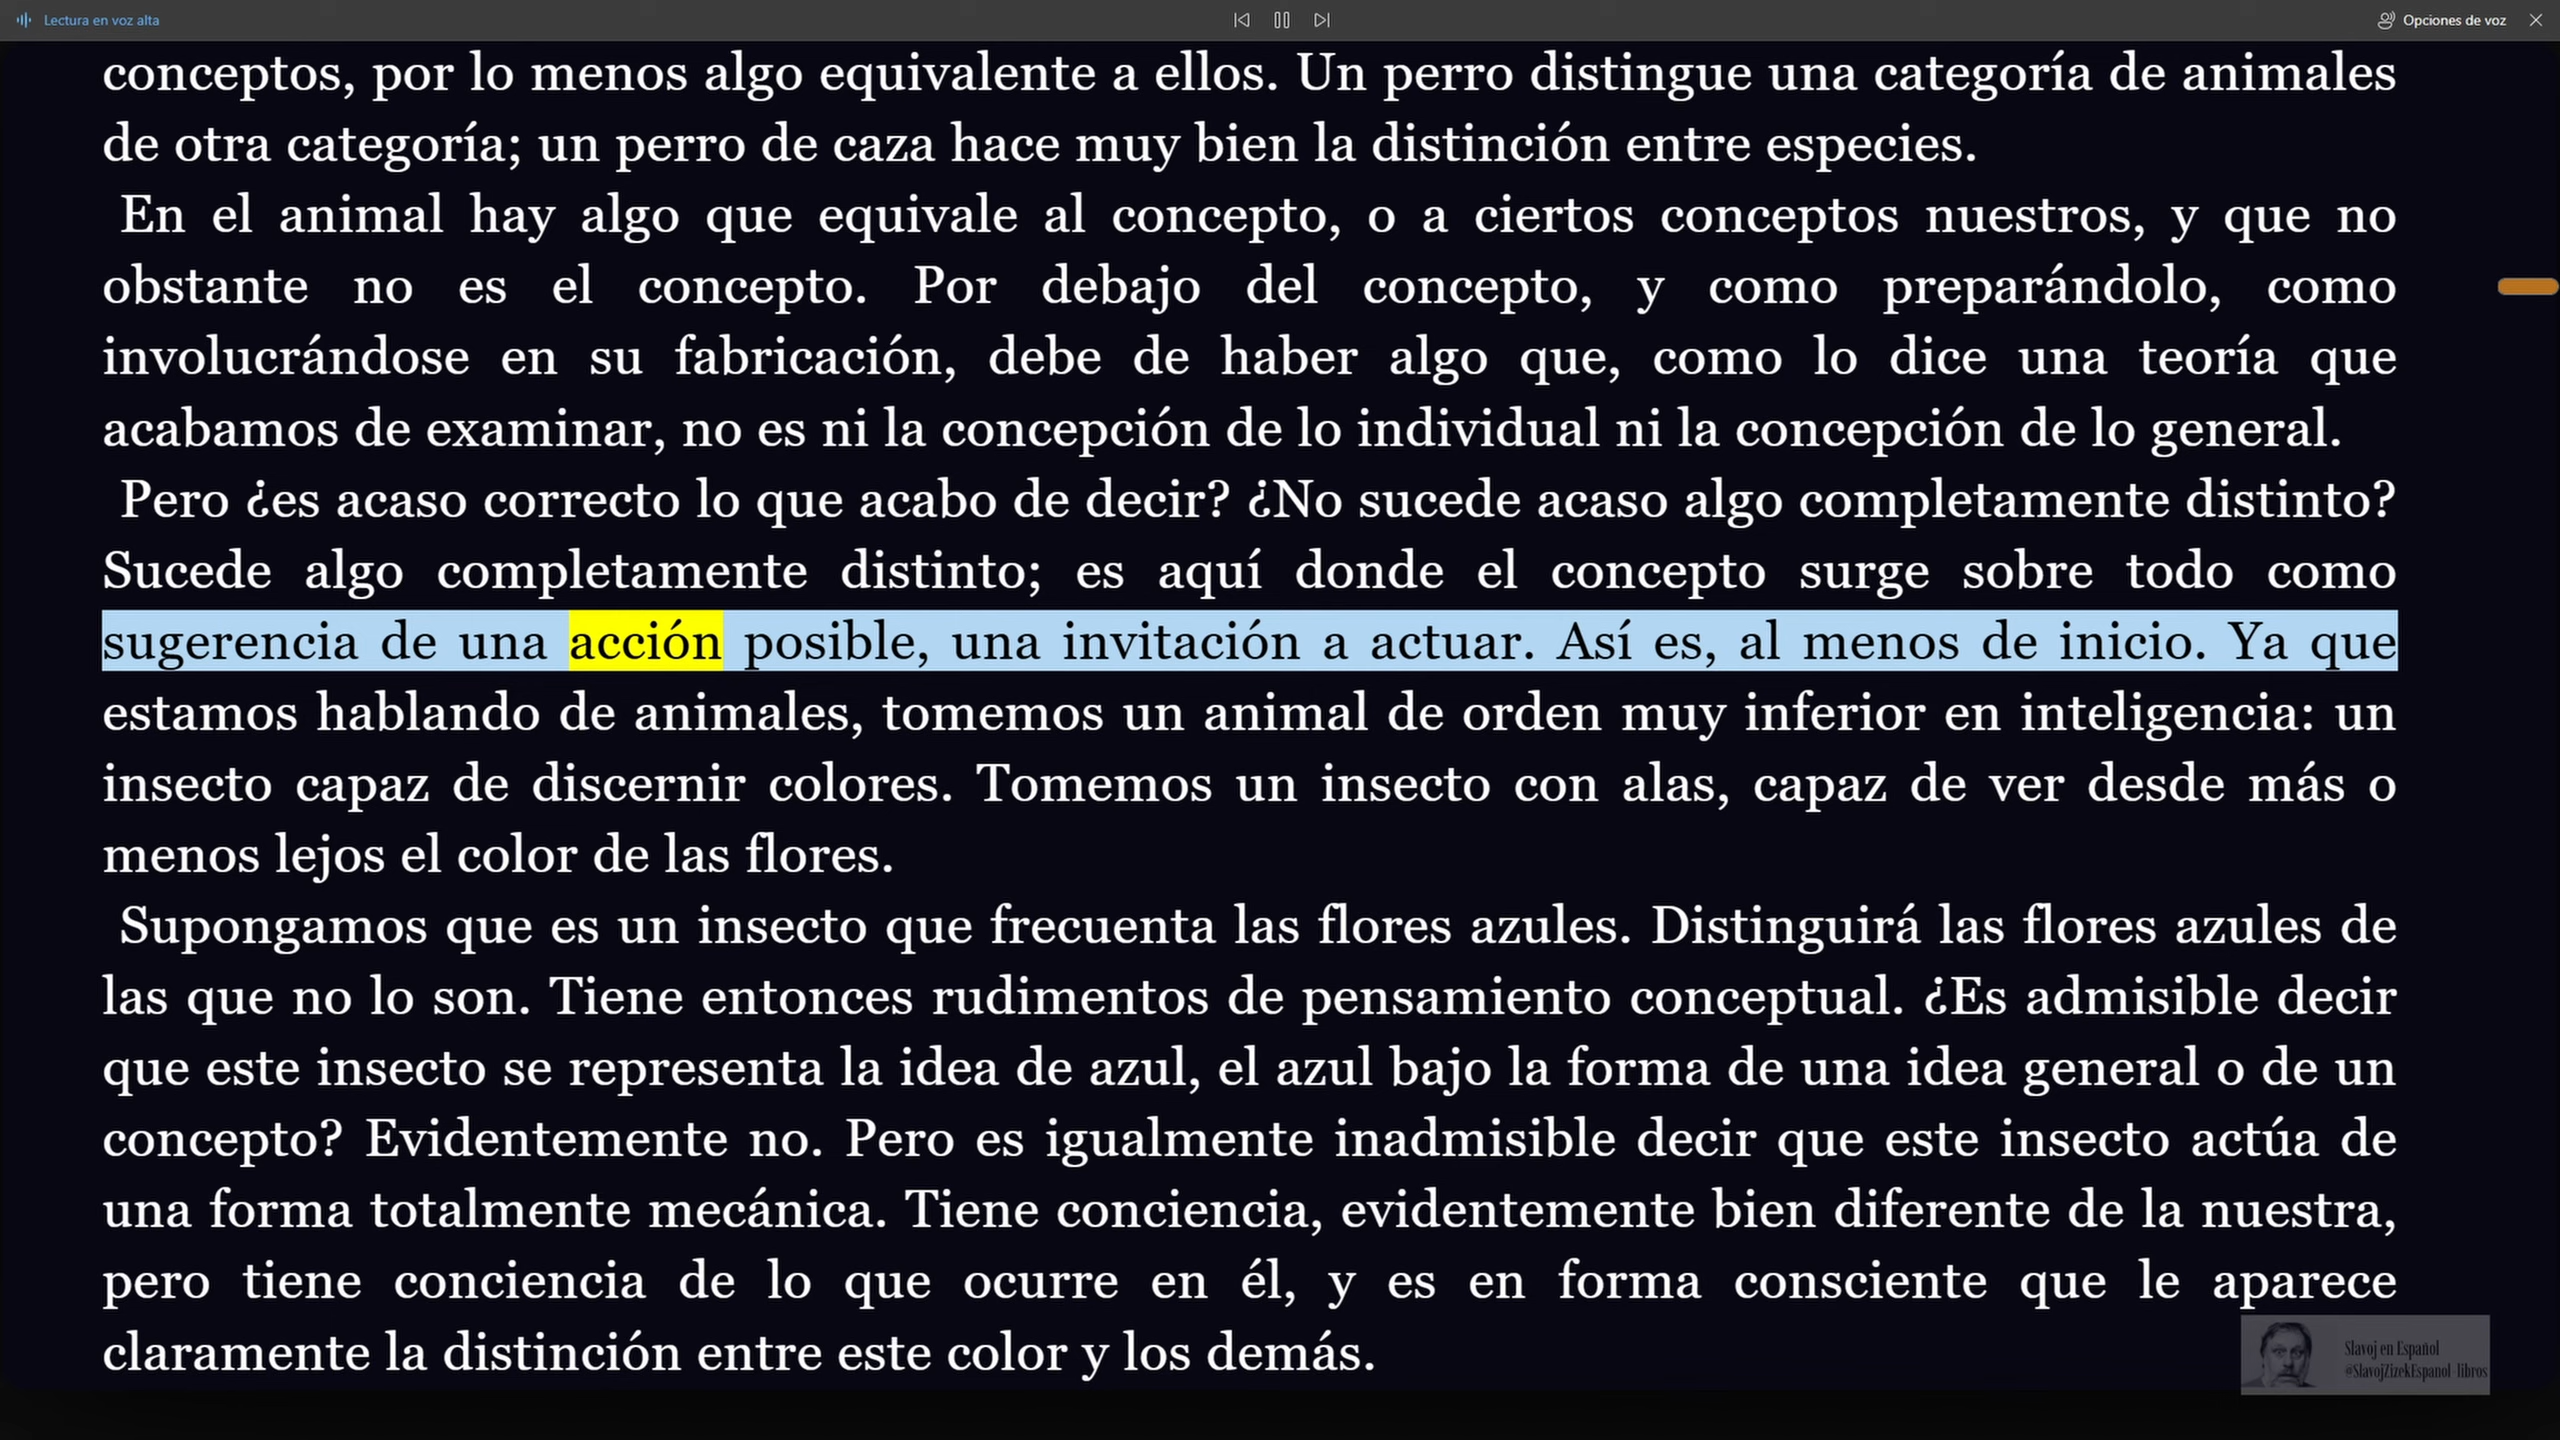 Lectura en voz alta
Opciones de voz
conceptos, por lo menos algo equivalente a ellos. Un perro distingue una categoría de animales
de otra categoría; un perro de caza hace muy bien la distinción entre especies.
En el animal hay algo que equivale al concepto, o a ciertos conceptos nuestros, y que no
obstante no es el concepto. Por debajo del concepto, y como preparándolo, como
involucrándose en su fabricación, debe de haber algo que, como lo dice una teoría que
acabamos de examinar, no es ni la concepción de lo individual ni la concepción de lo general.
Pero ¿es acaso correcto lo que acabo de decir? ¿No sucede acaso algo completamente distinto?
Sucede algo completamente distinto; es aquí donde el concepto surge sobre todo como
sugerencia de una acción posible, una invitación a actuar. Así es, al menos de inicio. Ya que
estamos hablando de animales, tomemos un animal de orden muy inferior en inteligencia: un
insecto capaz de discernir colores. Tomemos un insecto con alas, capaz de ver desde más o
menos lejos el color de las flores.
Supongamos que es un insecto que frecuenta las flores azules. Distinguirá las flores azules de
las que no lo son. Tiene entonces rudimentos de pensamiento conceptual. ¿Es admisible decir
que este insecto se representa la idea de azul, el azul bajo la forma de una idea general o de un
concepto? Evidentemente no. Pero es igualmente inadmisible decir que este insecto actúa de
una forma totalmente mecánica. Tiene conciencia, evidentemente bien diferente de la nuestra,
pero tiene conciencia de lo que ocurre en él, y es en forma consciente que le aparece
claramente la distinción entre este color y los demás.
Slavoj en Español
@SlavojZizekEspanol-libros